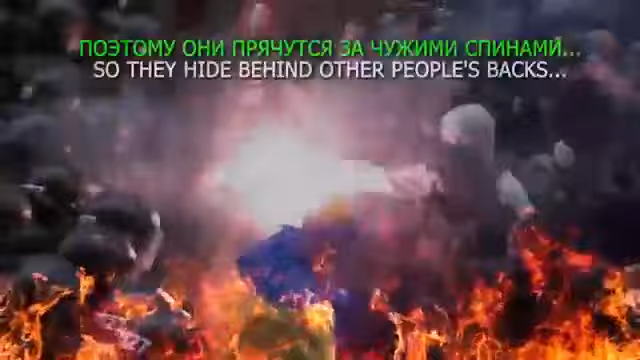 ПОЭТОМУ ОНИ ПРЯЧУТСЯ ЗА ЧУЖИМИ СПИНАМИ...
SO THEY HIDE BEHIND OTHER PEOPLE'S BACKS...